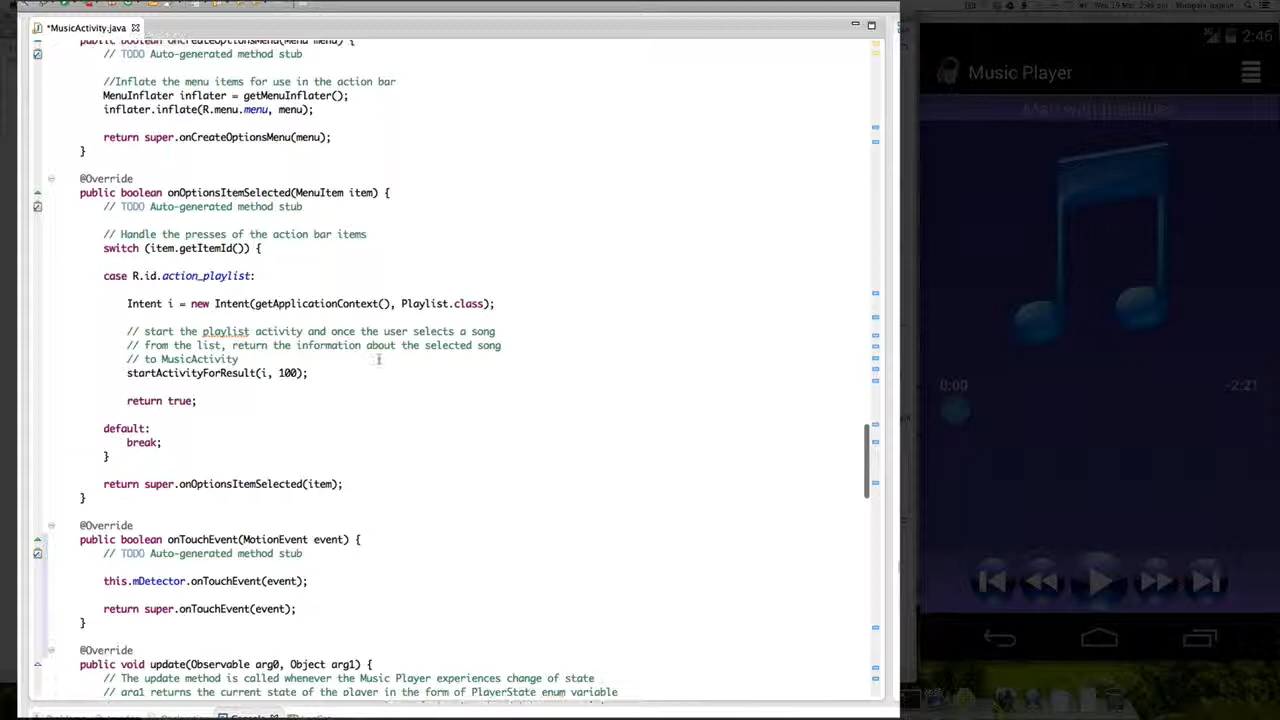 *MusicActivity.java
public boolean onCreateOptionsMenu(Menu menu) {
// TODO Auto-generated method stub
//Inflate the menu items for use in the action bar
MenuInflater inflater = getMenuInflater();
inflater.inflate(R.menu.menu, menu);
return super.onCreateOptionsMenu(menu);
}
@Override
public boolean onOptionsItemSelected(MenuItem item) {
// TODO Auto-generated method stub
// Handle the presses of the action bar items
switch (item.getItemId()) {
case R.id.action_playlist:
Intent i = new Intent(getApplicationContext(), Playlist.class);
// start the playlist activity and once the user selects a song
// from the list, return the information about the selected song
// to MusicActivity
startActivityForResult(i, 100);
return true;
default:
break;
}
return super.onOptionsItemSelected(item);
}
@Override
public boolean onTouchEvent(MotionEvent event) {
// TODO Auto-generated method stub
this.mDetector.onTouchEvent(event);
return super.onTouchEvent(event);
}
@Override
public void update(Observable arg0, Object arg1) {
// The update method is called whenever the Music Player experiences change of state
// arg1 returns the current state of the player in the form of PlayerState enum variable
Console
2:46
Music Player
0:00
-2:21